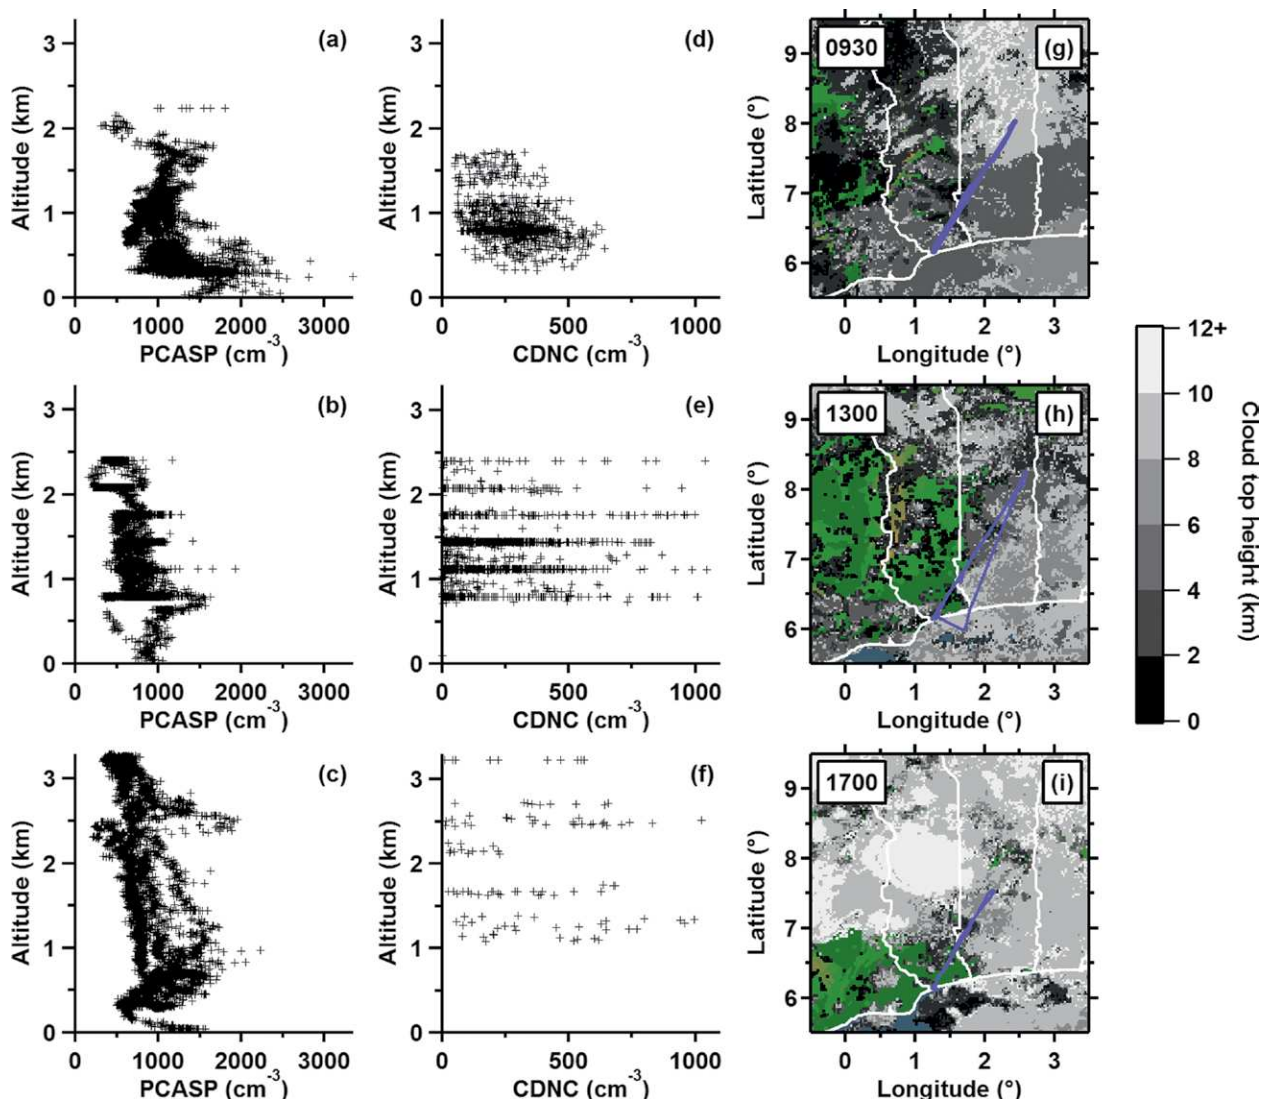 (a)
3
2
1
0
Altitude (km)
0 1000 2000 3000
PCASP (cm-3)
(d)
3
2
1
0
Altitude (km)
0 500 1000
CDNC (cm-3)
0930
(g)
9
8
7
6
Latitude (°)
0 1 2 3
Longitude (°)
(b)
3
2
1
0
Altitude (km)
0 1000 2000 3000
PCASP (cm-3)
(e)
3
2
1
0
Altitude (km)
0 500 1000
CDNC (cm-3)
1300
(h)
9
8
7
6
Latitude (°)
0 1 2 3
Longitude (°)
12+
10
8
6
4
2
0
Cloud top height (km)
(c)
3
2
1
0
Altitude (km)
0 1000 2000 3000
PCASP (cm-3)
(f)
3
2
1
0
Altitude (km)
0 500 1000
CDNC (cm-3)
1700
(i)
9
8
7
6
Latitude (°)
0 1 2 3
Longitude (°)